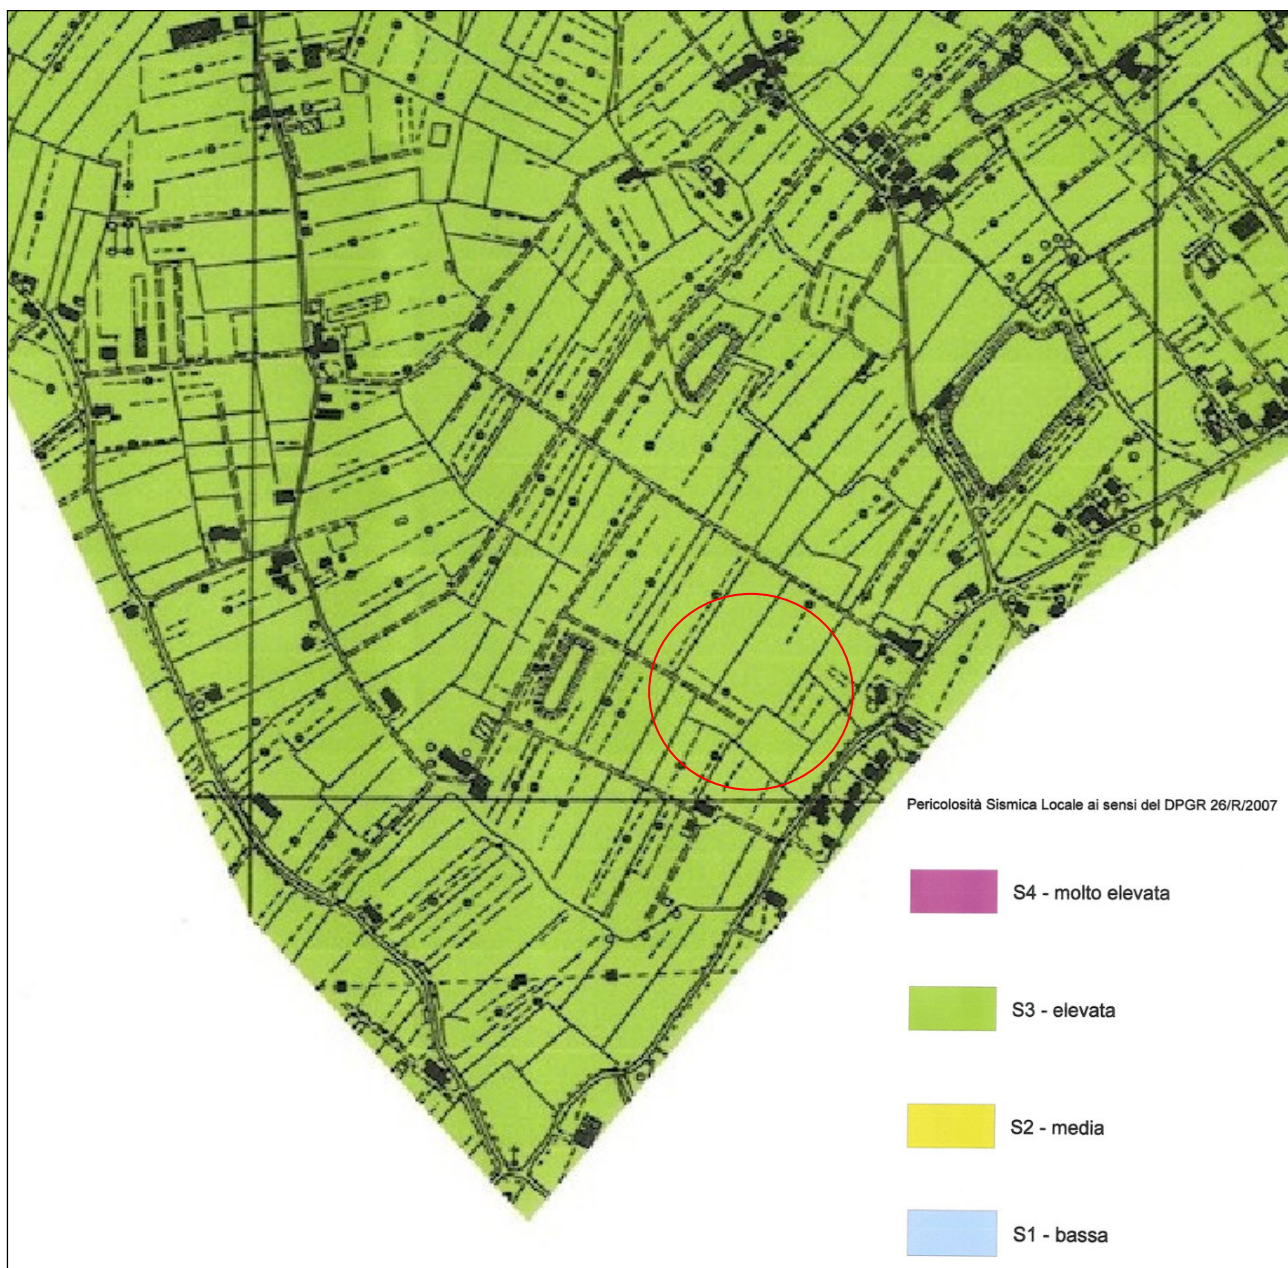 Pericolosità Sismica Locale ai sensi del DPGR 26/R/2007
S4 - molto elevata
S3 - elevata
S2 - media
S1 - bassa